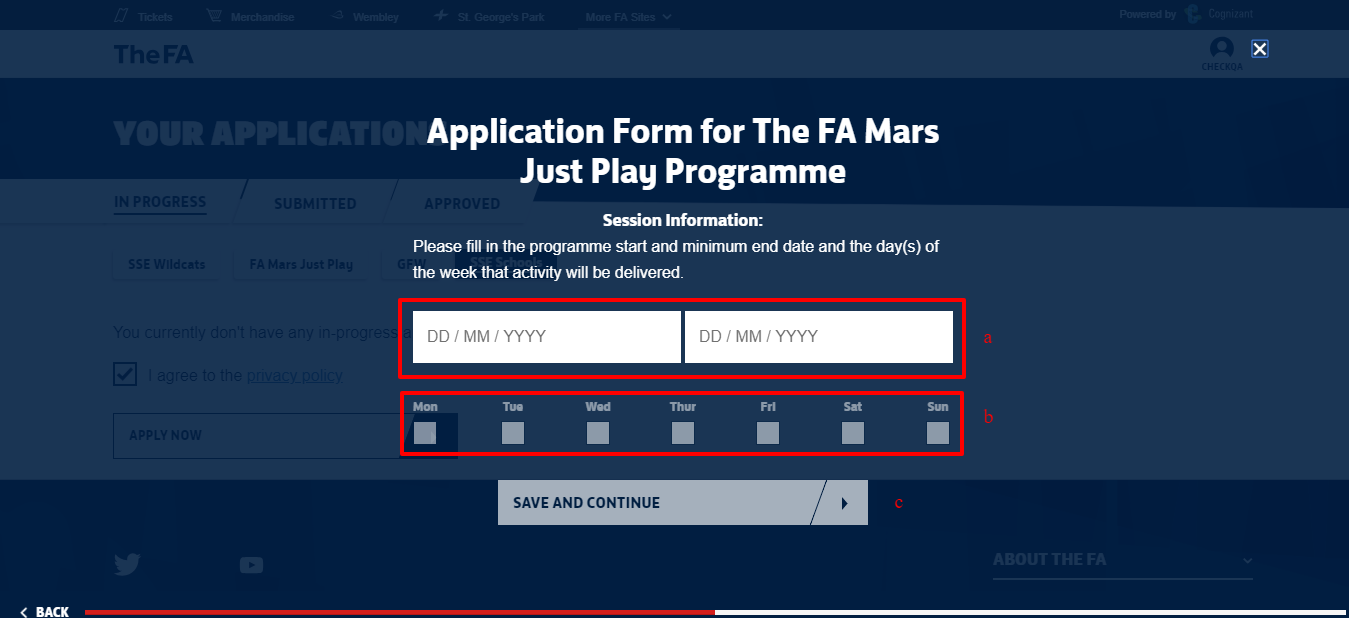 Tickets Merchandise Wembley St. George's Park More FA Sites Powered by Cognizant
TheFA
CHECKQA
YOUR APPLICATION
Application Form for The FA Mars
Just Play Programme
IN PROGRESS SUBMITTED APPROVED
Session Information:
Please fill in the programme start and minimum end date and the day(s) of
the week that activity will be delivered.
SSE Wildcats FA Mars Just Play GEW SSE Schools
You currently don't have any in-progress a
DD / MM / YYYY DD / MM / YYYY a
I agree to the privacy policy
Mon Tue Wed Thur Fri Sat Sun b
APPLY NOW
SAVE AND CONTINUE c
ABOUT THE FA
BACK